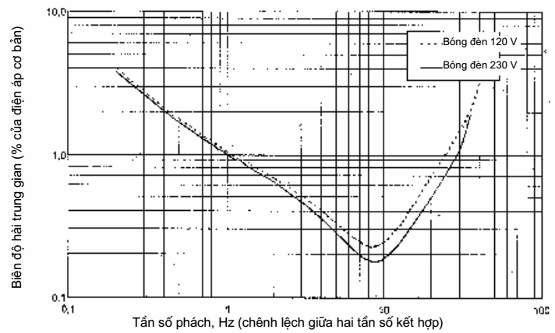 Biên độ hài trung gian (% của điện áp cơ bản)
10,0
1,0
0.1
Bóng đèn 120 V
Bóng đèn 230 V
0,1
1
10
100
Tần số phách, Hz (chênh lệch giữa hai tần số kết hợp)